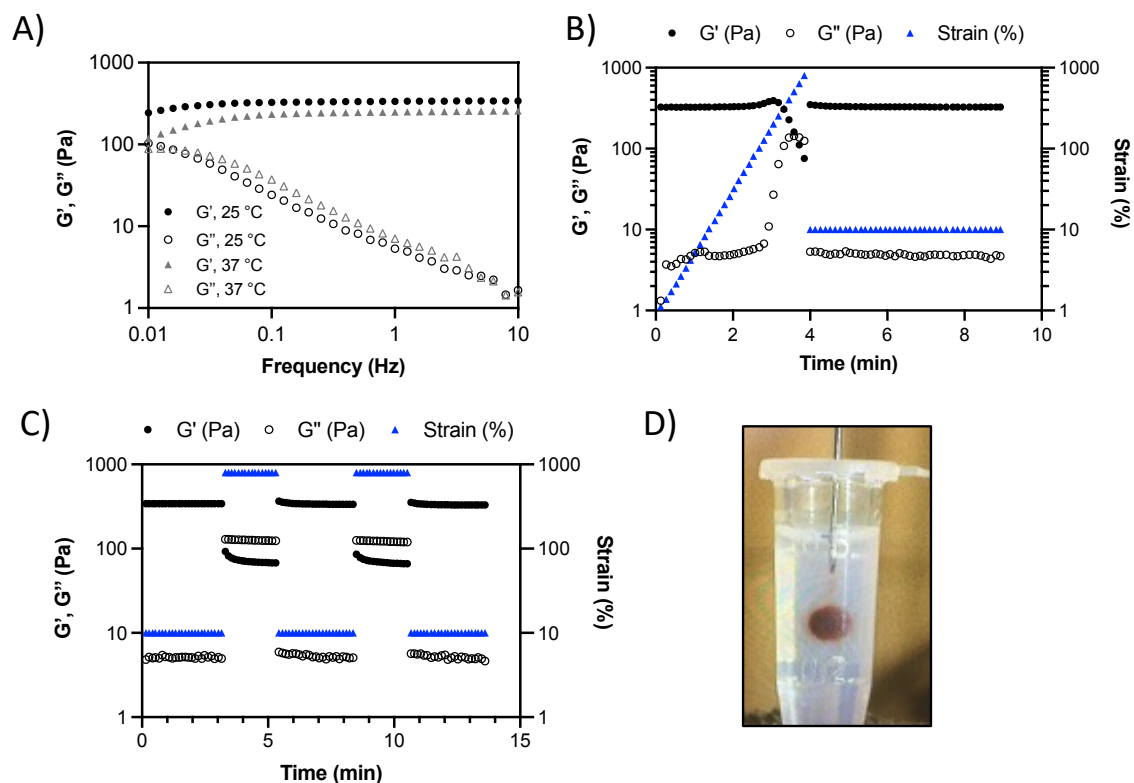 A)
1000
100
10
1
G', G" (Pa)
G', 25 °C
G", 25 °C
G', 37 °C
G", 37 °C
0.01 0.1 1 10
Frequency (Hz)
B)
G' (Pa) G" (Pa) Strain (%)
1000 1000
100 100
10 10
1 1
G', G" (Pa)
Strain (%)
0 2 4 6 8 10
Time (min)
C)
G' (Pa) G" (Pa) Strain (%)
1000 1000
100 100
10 10
1 1
G', G" (Pa)
Strain (%)
0 5 10 15
Time (min)
D)